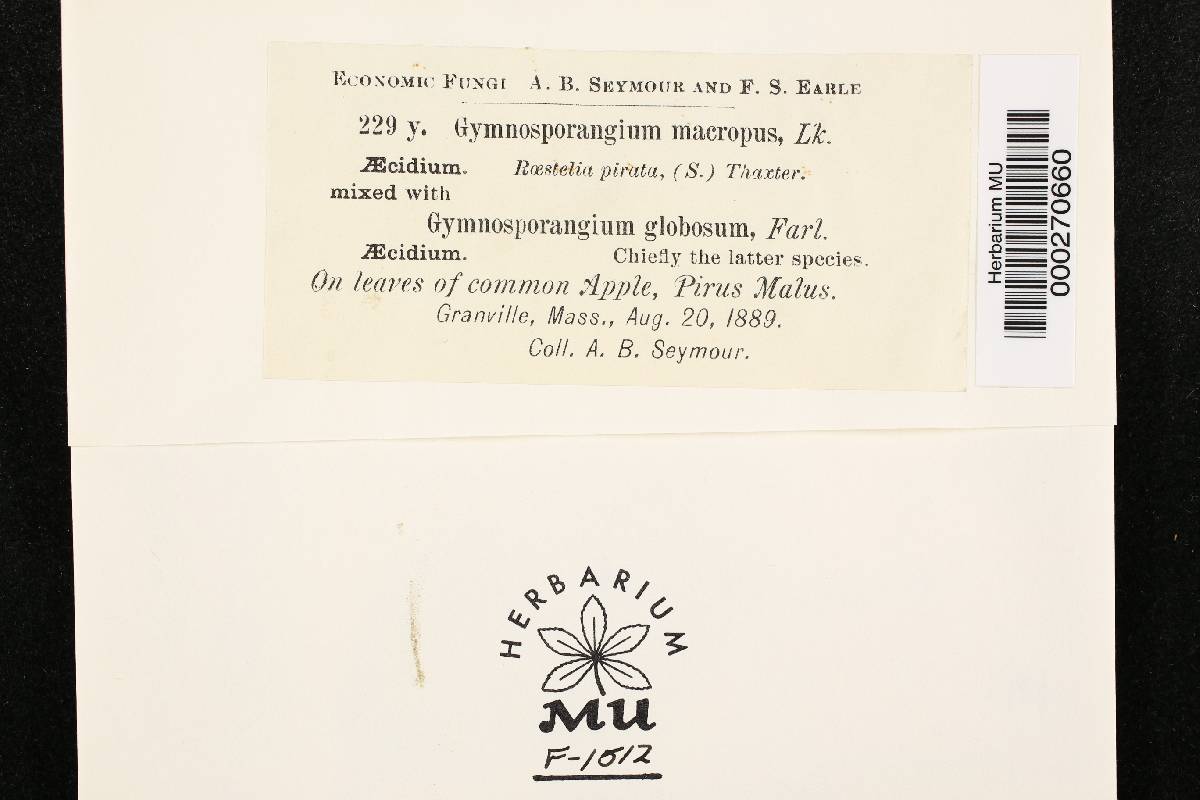 Economic Fungi A. B. Seymour and F. S. Earle
229 y. Gymnosporangium macropus, Lk.
Æcidium. Rœstelia pirata, (S.) Thaxter.
mixed with
Gymnosporangium globosum, Farl.
Æcidium. Chiefly the latter species.
On leaves of common Apple, Pirus Malus.
Granville, Mass., Aug. 20, 1889.
Coll. A. B. Seymour.
Herbarium MU
000270660
HERBARIUM
MU
F-1512